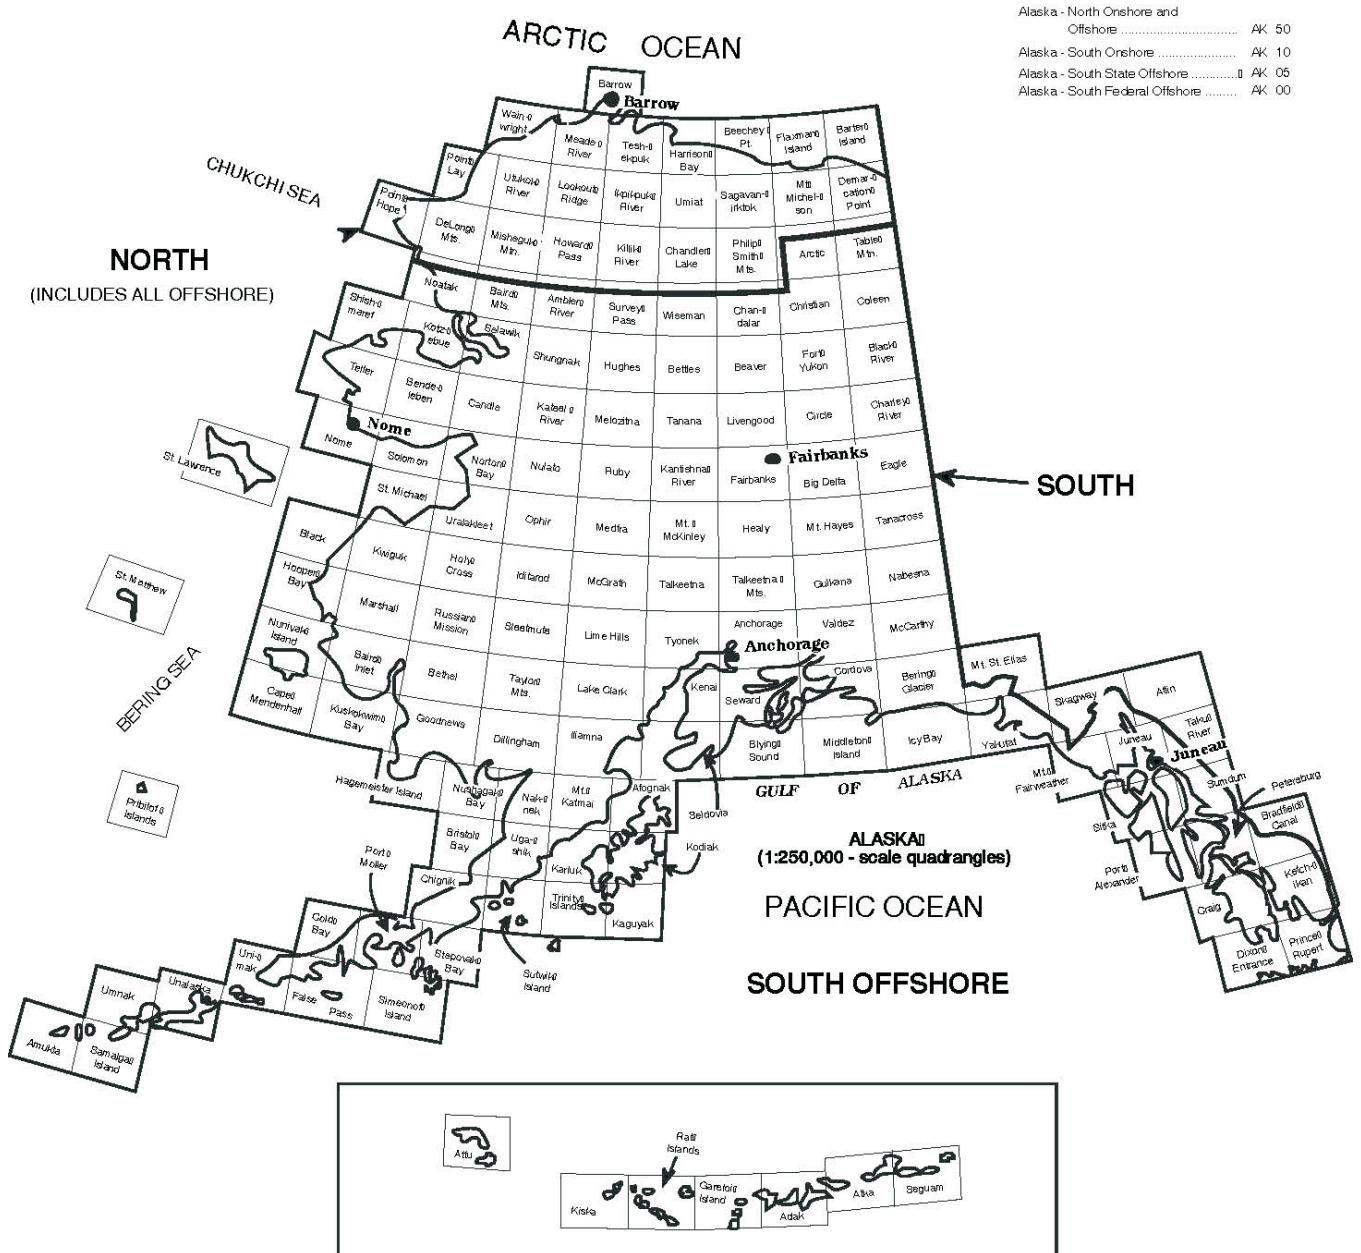 Alaska - North Onshore and
Offershore ................................ AK 50
Alaska - South Onshore ..................... AK 10
Alaska - South State Offshore ............▯ AK 05
Alaska - South Federal Offshore ......... AK 00
ARCTIC OCEAN
Barrow
Barrow
Wain-▯
wright
Meade▯
River
Tesh-▯
ekpuk
Harrison▯
Bay
Beechey▯
Pt.
Flaxman▯
Island
Barter▯
Island
CHUKCHI SEA
Point▯
Lay
Point▯
Hope
Utukok▯
River
Lookout▯
Ridge
Ikpikpuk▯
River
Umiat
Sagavan-▯
irktok
Mt▯
Michel-▯
son
Demar-▯
cation▯
Point
DeLong▯
Mts.
Misheguk▯
Mtn.
Howard▯
Pass
Killik▯
River
Chandler▯
Lake
Philip▯
Smith▯
Mts.
Arctic
Table▯
Mtn.
NORTH
(INCLUDES ALL OFFSHORE)
Noatak
Baird▯
Mts.
Ambler▯
River
Survey▯
Pass
Wiseman
Chan-▯
dalar
Christian
Coleen
Shish-▯
maref
Kotz-▯
ebue
Selawik
Shungnak
Hughes
Bettles
Beaver
Fort▯
Yukon
Black▯
River
Teller
Bende-▯
leben
Candle
Kateel▯
River
Melozitna
Tanana
Livengood
Circle
Charley▯
River
Nome
Nome
Solomon
Norton▯
Bay
Nulato
Ruby
Kantishna▯
River
Fairbanks
Fairbanks
Big Delta
Eagle
SOUTH
St. Lawrence
St. Michael
Unalakleet
Ophir
Medfra
Mt. ▯
McKinley
Healy
Mt. Hayes
Tanacross
Black
Kwiguk
Holy▯
Cross
Iditarod
McGrath
Talkeetna
Talkeetna▯
Mts.
Gulkana
Nabesna
St. Matthew
Hooper▯
Bay
Marshall
Russian▯
Mission
Sleetmute
Lime Hills
Tyonek
Anchorage
Anchorage
Valdez
McCarthy
BERING SEA
Nunivak▯
Island
Baird▯
Inlet
Bethel
Taylor▯
Mts.
Lake Clark
Kenai
Seward
Cordova
Bering▯
Glacier
Mt. St. Elias
Cape▯
Mendenhall
Kuskokwim▯
Bay
Goodnews
Dillingham
Iliamna
Blying▯
Sound
Middleton▯
Island
Icy Bay
Yakutat
Skagway
Atlin
Juneau
Taku▯
River
Juneau
Pribilof▯
Islands
Hagemeister Island
Nushagak▯
Bay
Nak-▯
nek
Mt.▯
Katmai
Afognak
Seldovia
GULF OF ALASKA
Mt.▯
Fairweather
Sumdum
Petersburg
Sitka
Bradfield▯
Canal
Bristol▯
Bay
Uga-▯
shik
Karluk
Kodiak
ALASKA▯
(1:250,000 - scale quadrangles)
Port▯
Alexander
Ketch-▯
ikan
Port▯
Moller
Chignik
Trinity▯
Islands
Kaguyak
PACIFIC OCEAN
Craig
Cold▯
Bay
Stepovak▯
Bay
Sutwik▯
Island
SOUTH OFFSHORE
Dixon▯
Entrance
Prince▯
Rupert
Uni-▯
mak
False
Pass
Simeonof▯
Island
Umnak
Unalaska
Amukta
Samalga▯
Island
Attu
Rat▯
Islands
Kiska
Gareloi▯
Island
Adak
Atka
Seguam